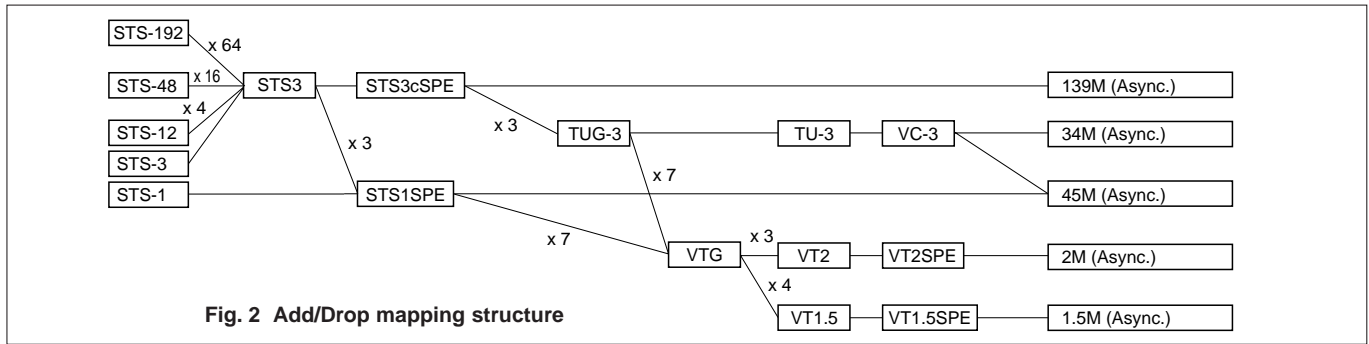 STS-192
x 64
STS-48
x 16
STS3
STS3cSPE
139M (Async.)
x 4
STS-12
x 3
x 3
TUG-3
TU-3
VC-3
34M (Async.)
STS-3
x 7
STS-1
STS1SPE
45M (Async.)
x 7
VTG
x 3
VT2
VT2SPE
2M (Async.)
x 4
VT1.5
VT1.5SPE
1.5M (Async.)
Fig. 2 Add/Drop mapping structure